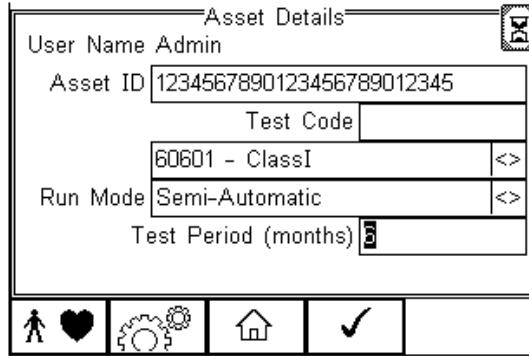 Asset Details
User Name Admin
Asset ID 1234567890123456789012345
Test Code
60601 - ClassI <>
Run Mode Semi-Automatic <>
Test Period (months) 6